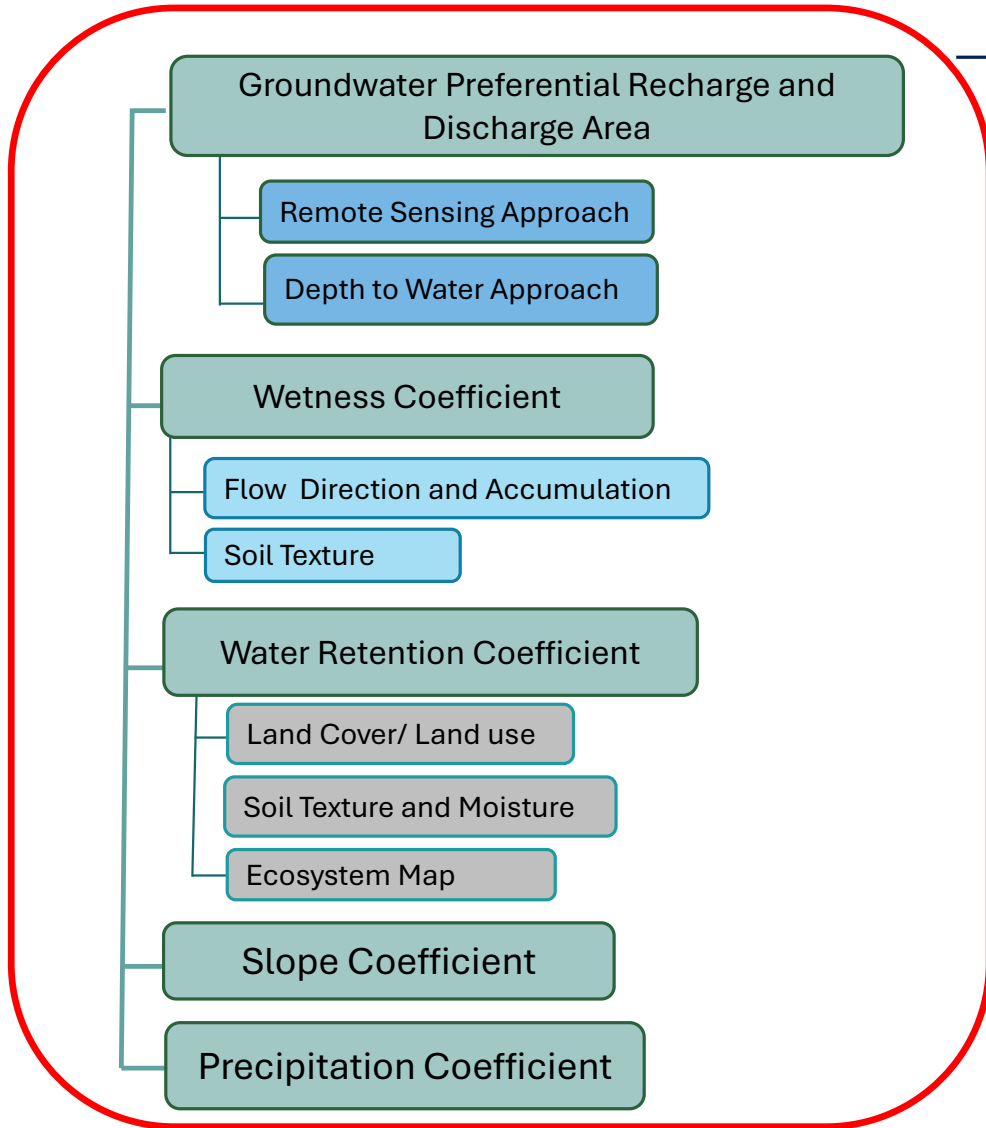 Groundwater Preferential Recharge and
Discharge Area
Remote Sensing Approach
Depth to Water Approach
Wetness Coefficient
Flow  Direction and Accumulation
Soil Texture
Water Retention Coefficient
Land Cover/ Land use
Soil Texture and Moisture
Ecosystem Map
Slope Coefficient
Precipitation Coefficient